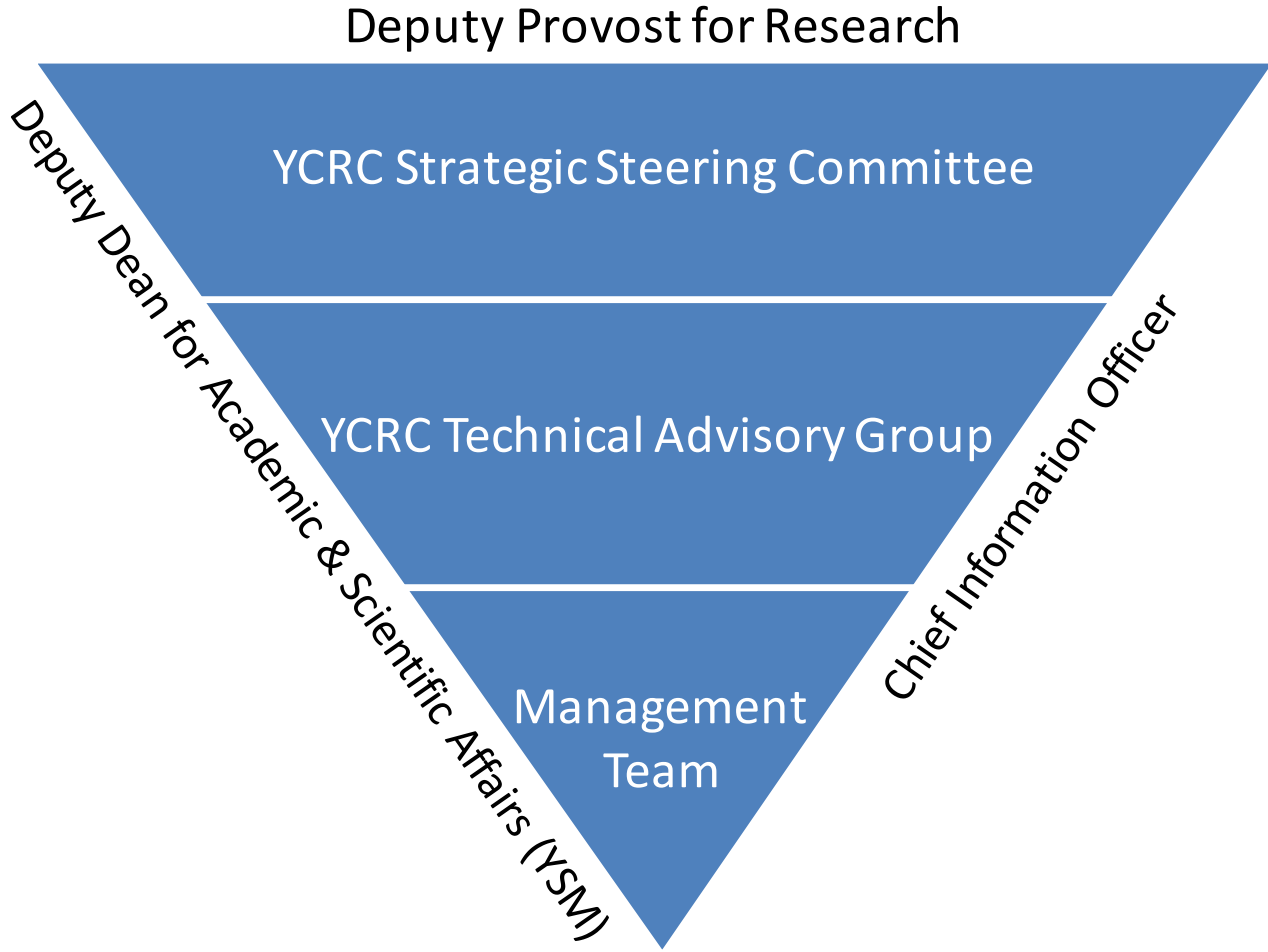 Deputy Provost for Research
YCRC Strategic Steering Committee
YCRC Technical Advisory Group
Management
Team
Deputy Dean for Academic & Scientific Affairs (YSM)
Chief Information Officer